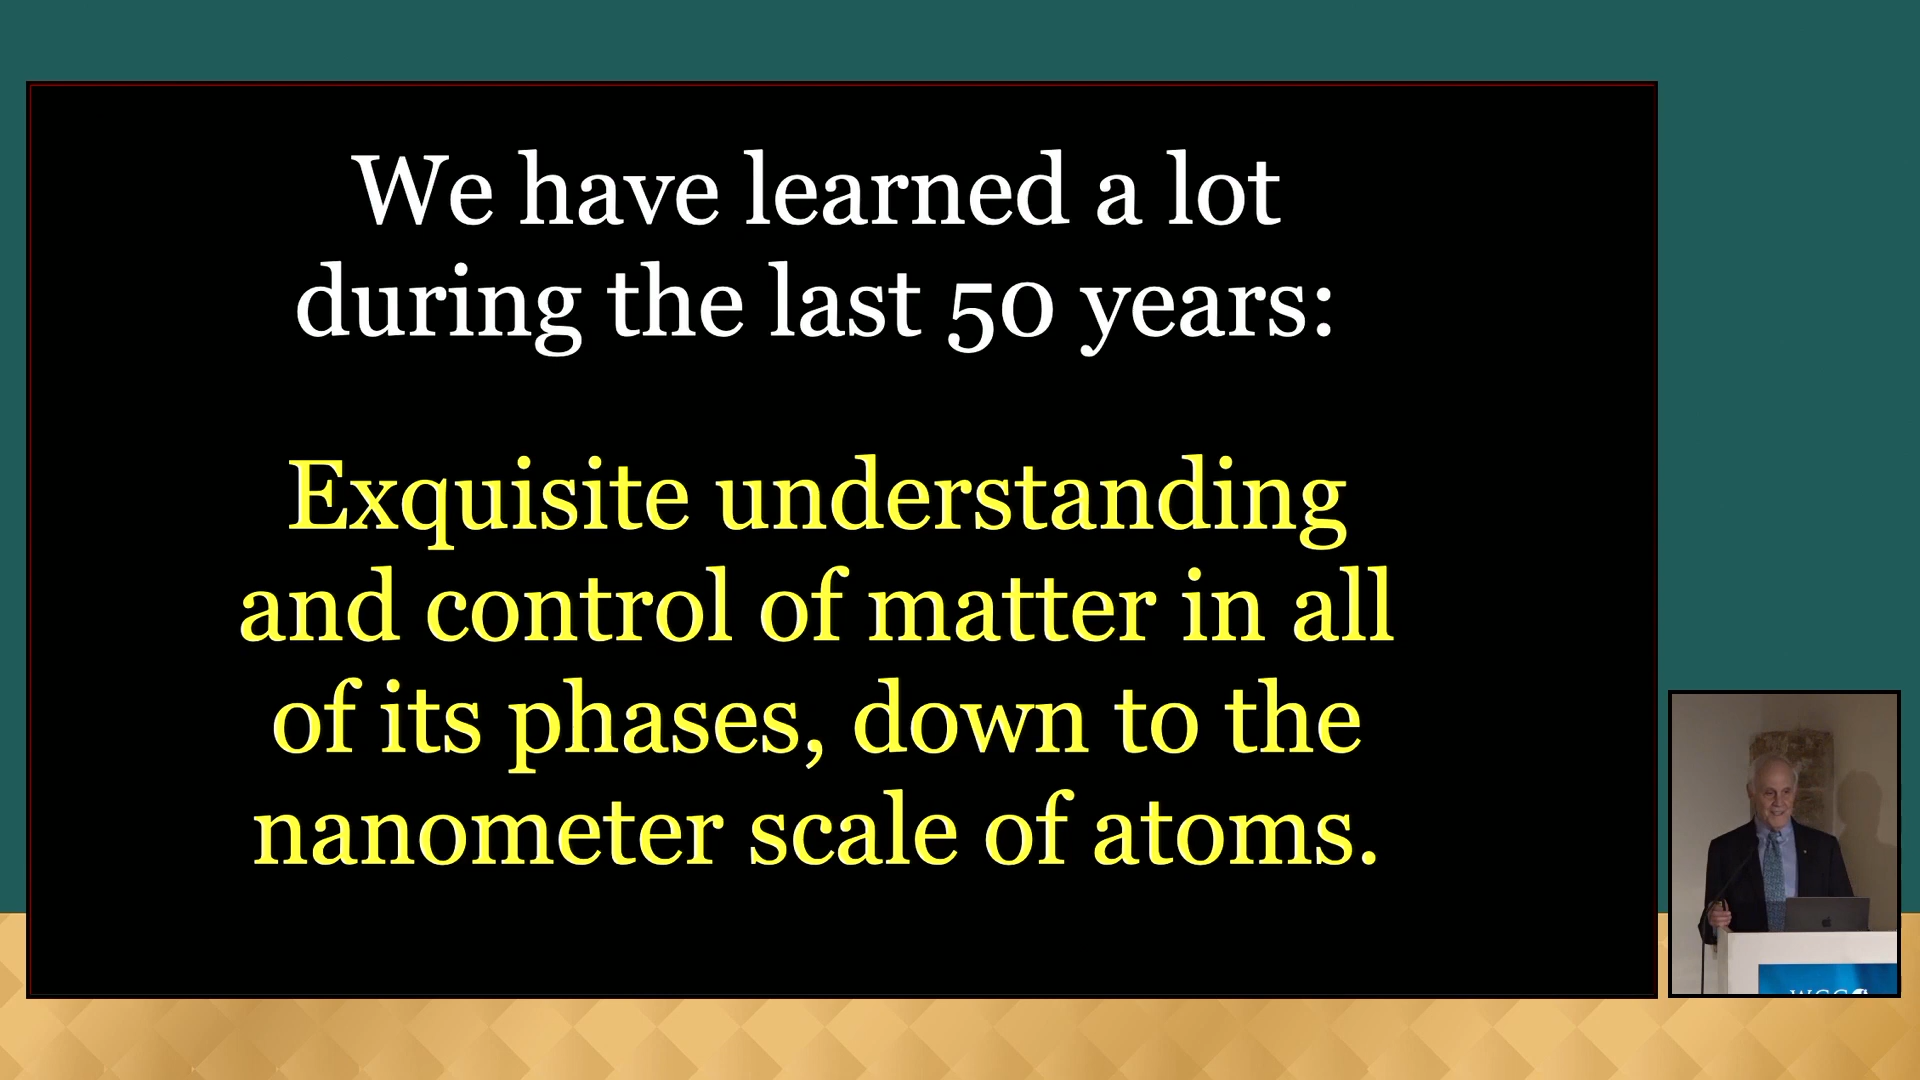 We have learned a lot
during the last 50 years:
Exquisite understanding
and control of matter in all
of its phases, down to the
nanometer scale of atoms.